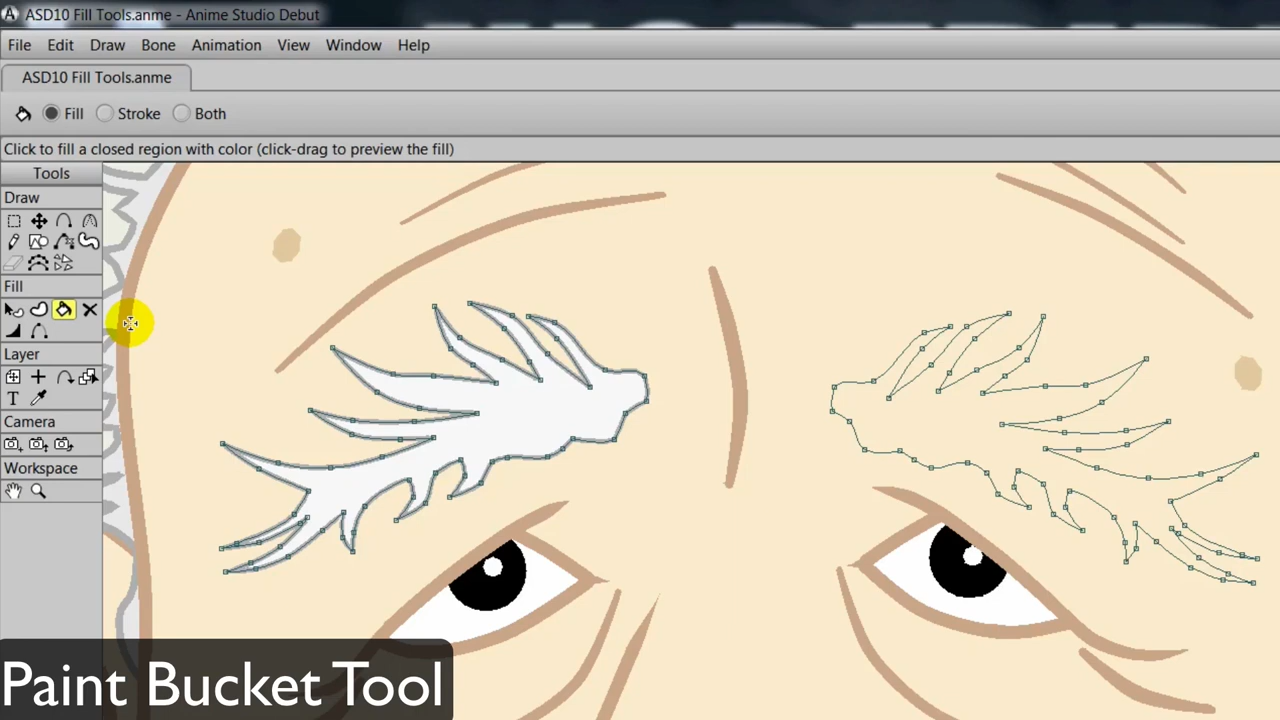 ASD10 Fill Tools.anme - Anime Studio Debut
File Edit Draw Bone Animation View Window Help
ASD10 Fill Tools.anme
Fill Stroke Both
Click to fill a closed region with color (click-drag to preview the fill)
Tools
Draw
Fill
Layer
T
Camera
Workspace
Paint Bucket Tool